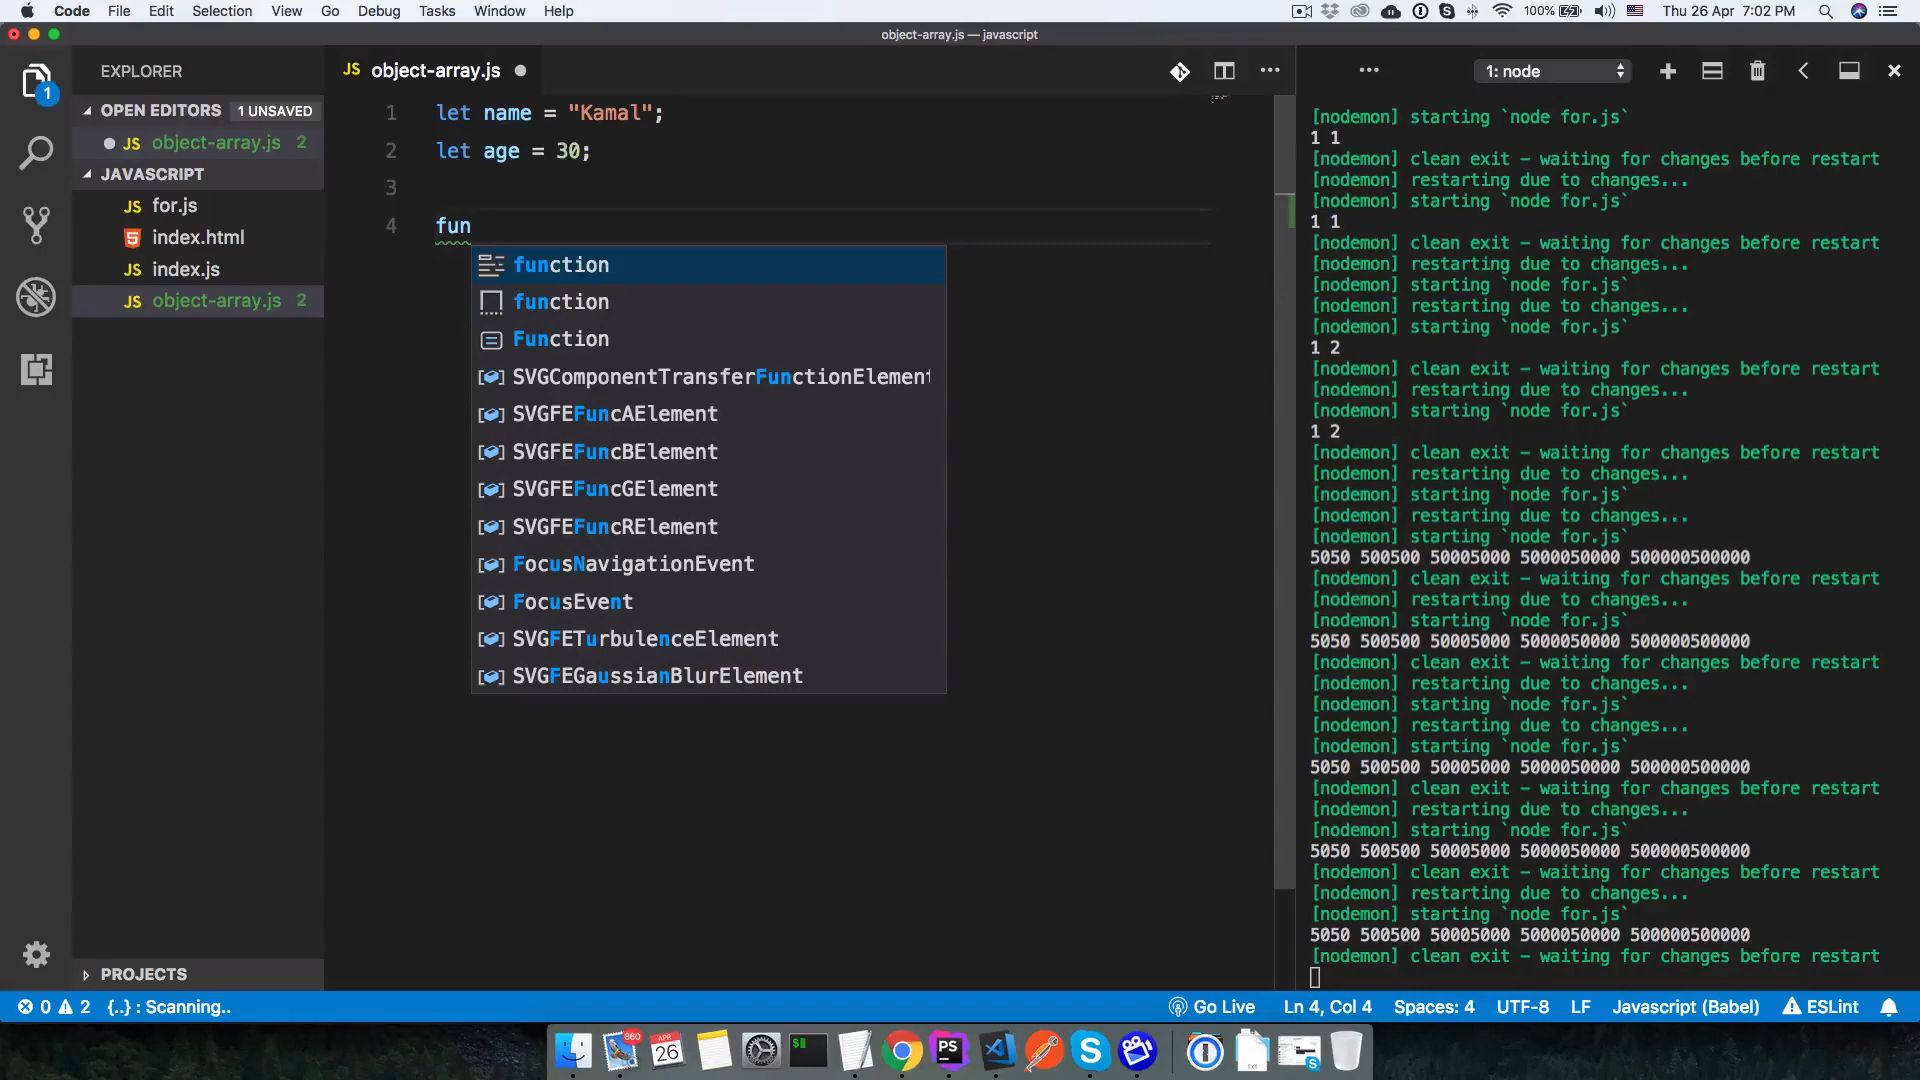 Code File Edit Selection View Go Debug Tasks Window Help 100% Thu 26 Apr 7:02 PM
object-array.js — javascript
EXPLORER
OPEN EDITORS 1 UNSAVED
JS object-array.js 2
JAVASCRIPT
JS for.js
index.html
JS index.js
JS object-array.js 2
PROJECTS
1
JS object-array.js
1 let name = "Kamal";
2 let age = 30;
3
4 fun
function
function
Function
SVGComponentTransferFunctionElement
SVGFEFuncAElement
SVGFEFuncBElement
SVGFEFuncGElement
SVGFEFuncRElement
FocusNavigationEvent
FocusEvent
SVGFETurbulenceElement
SVGFEGaussianBlurElement
1: node
[nodemon] starting `node for.js`
1 1
[nodemon] clean exit - waiting for changes before restart
[nodemon] restarting due to changes...
[nodemon] starting `node for.js`
1 1
[nodemon] clean exit - waiting for changes before restart
[nodemon] restarting due to changes...
[nodemon] starting `node for.js`
[nodemon] restarting due to changes...
[nodemon] starting `node for.js`
1 2
[nodemon] clean exit - waiting for changes before restart
[nodemon] restarting due to changes...
[nodemon] starting `node for.js`
1 2
[nodemon] clean exit - waiting for changes before restart
[nodemon] restarting due to changes...
[nodemon] starting `node for.js`
[nodemon] restarting due to changes...
[nodemon] starting `node for.js`
5050 500500 50005000 5000050000 500000500000
[nodemon] clean exit - waiting for changes before restart
[nodemon] restarting due to changes...
[nodemon] starting `node for.js`
5050 500500 50005000 5000050000 500000500000
[nodemon] clean exit - waiting for changes before restart
[nodemon] restarting due to changes...
[nodemon] starting `node for.js`
[nodemon] restarting due to changes...
[nodemon] starting `node for.js`
5050 500500 50005000 5000050000 500000500000
[nodemon] clean exit - waiting for changes before restart
[nodemon] restarting due to changes...
[nodemon] starting `node for.js`
5050 500500 50005000 5000050000 500000500000
[nodemon] clean exit - waiting for changes before restart
[nodemon] restarting due to changes...
[nodemon] starting `node for.js`
5050 500500 50005000 5000050000 500000500000
[nodemon] clean exit - waiting for changes before restart
0 2 {..} : Scanning.. Go Live Ln 4, Col 4 Spaces: 4 UTF-8 LF Javascript (Babel) ESLint
860 APR 26 $ PS S txt